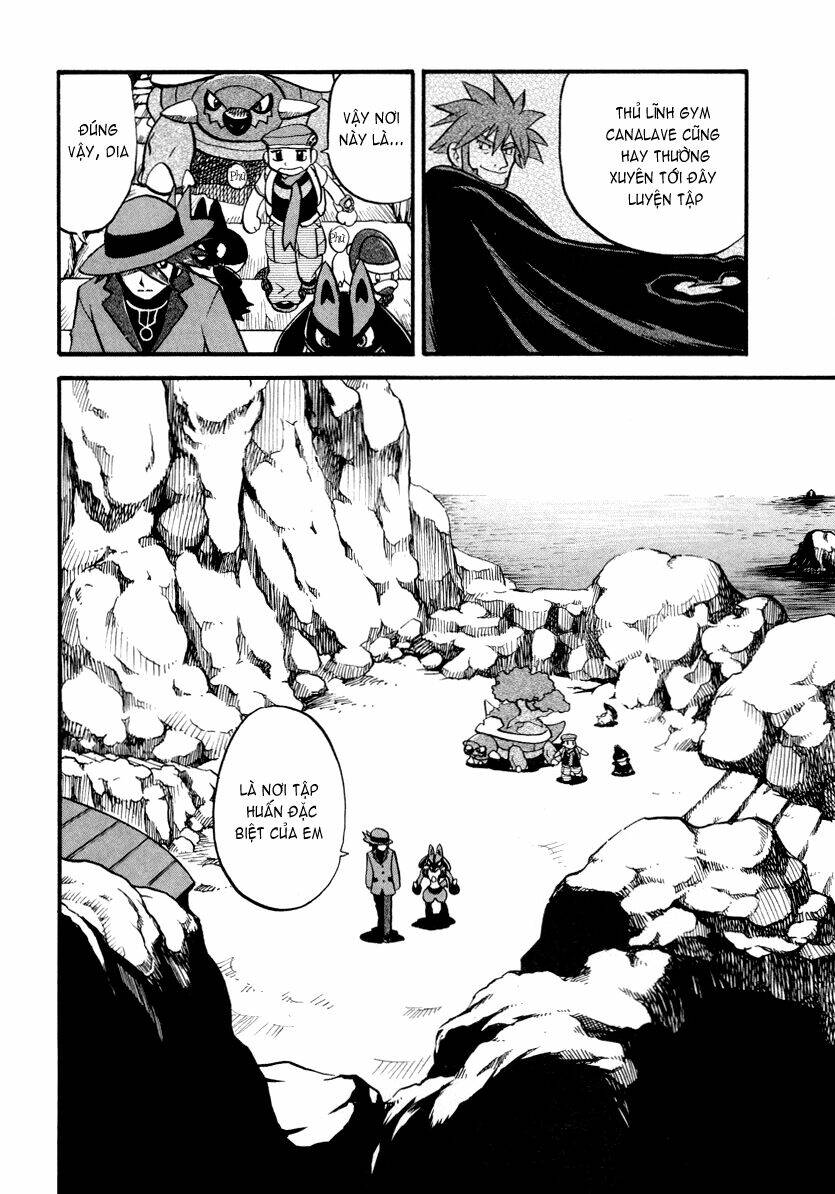 THỦ LĨNH GYM
CANALAVE CŨNG
HAY THƯỜNG
XUYÊN TỚI ĐÂY
LUYỆN TẬP
VẬY NƠI
NÀY LÀ...
ĐÚNG
VẬY, DIA
Phù
Phù
LÀ NƠI TẬP
HUẤN ĐẶC
BIỆT CỦA EM